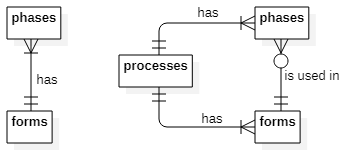 phases
has
forms
has
phases
processes
is used in
has
forms